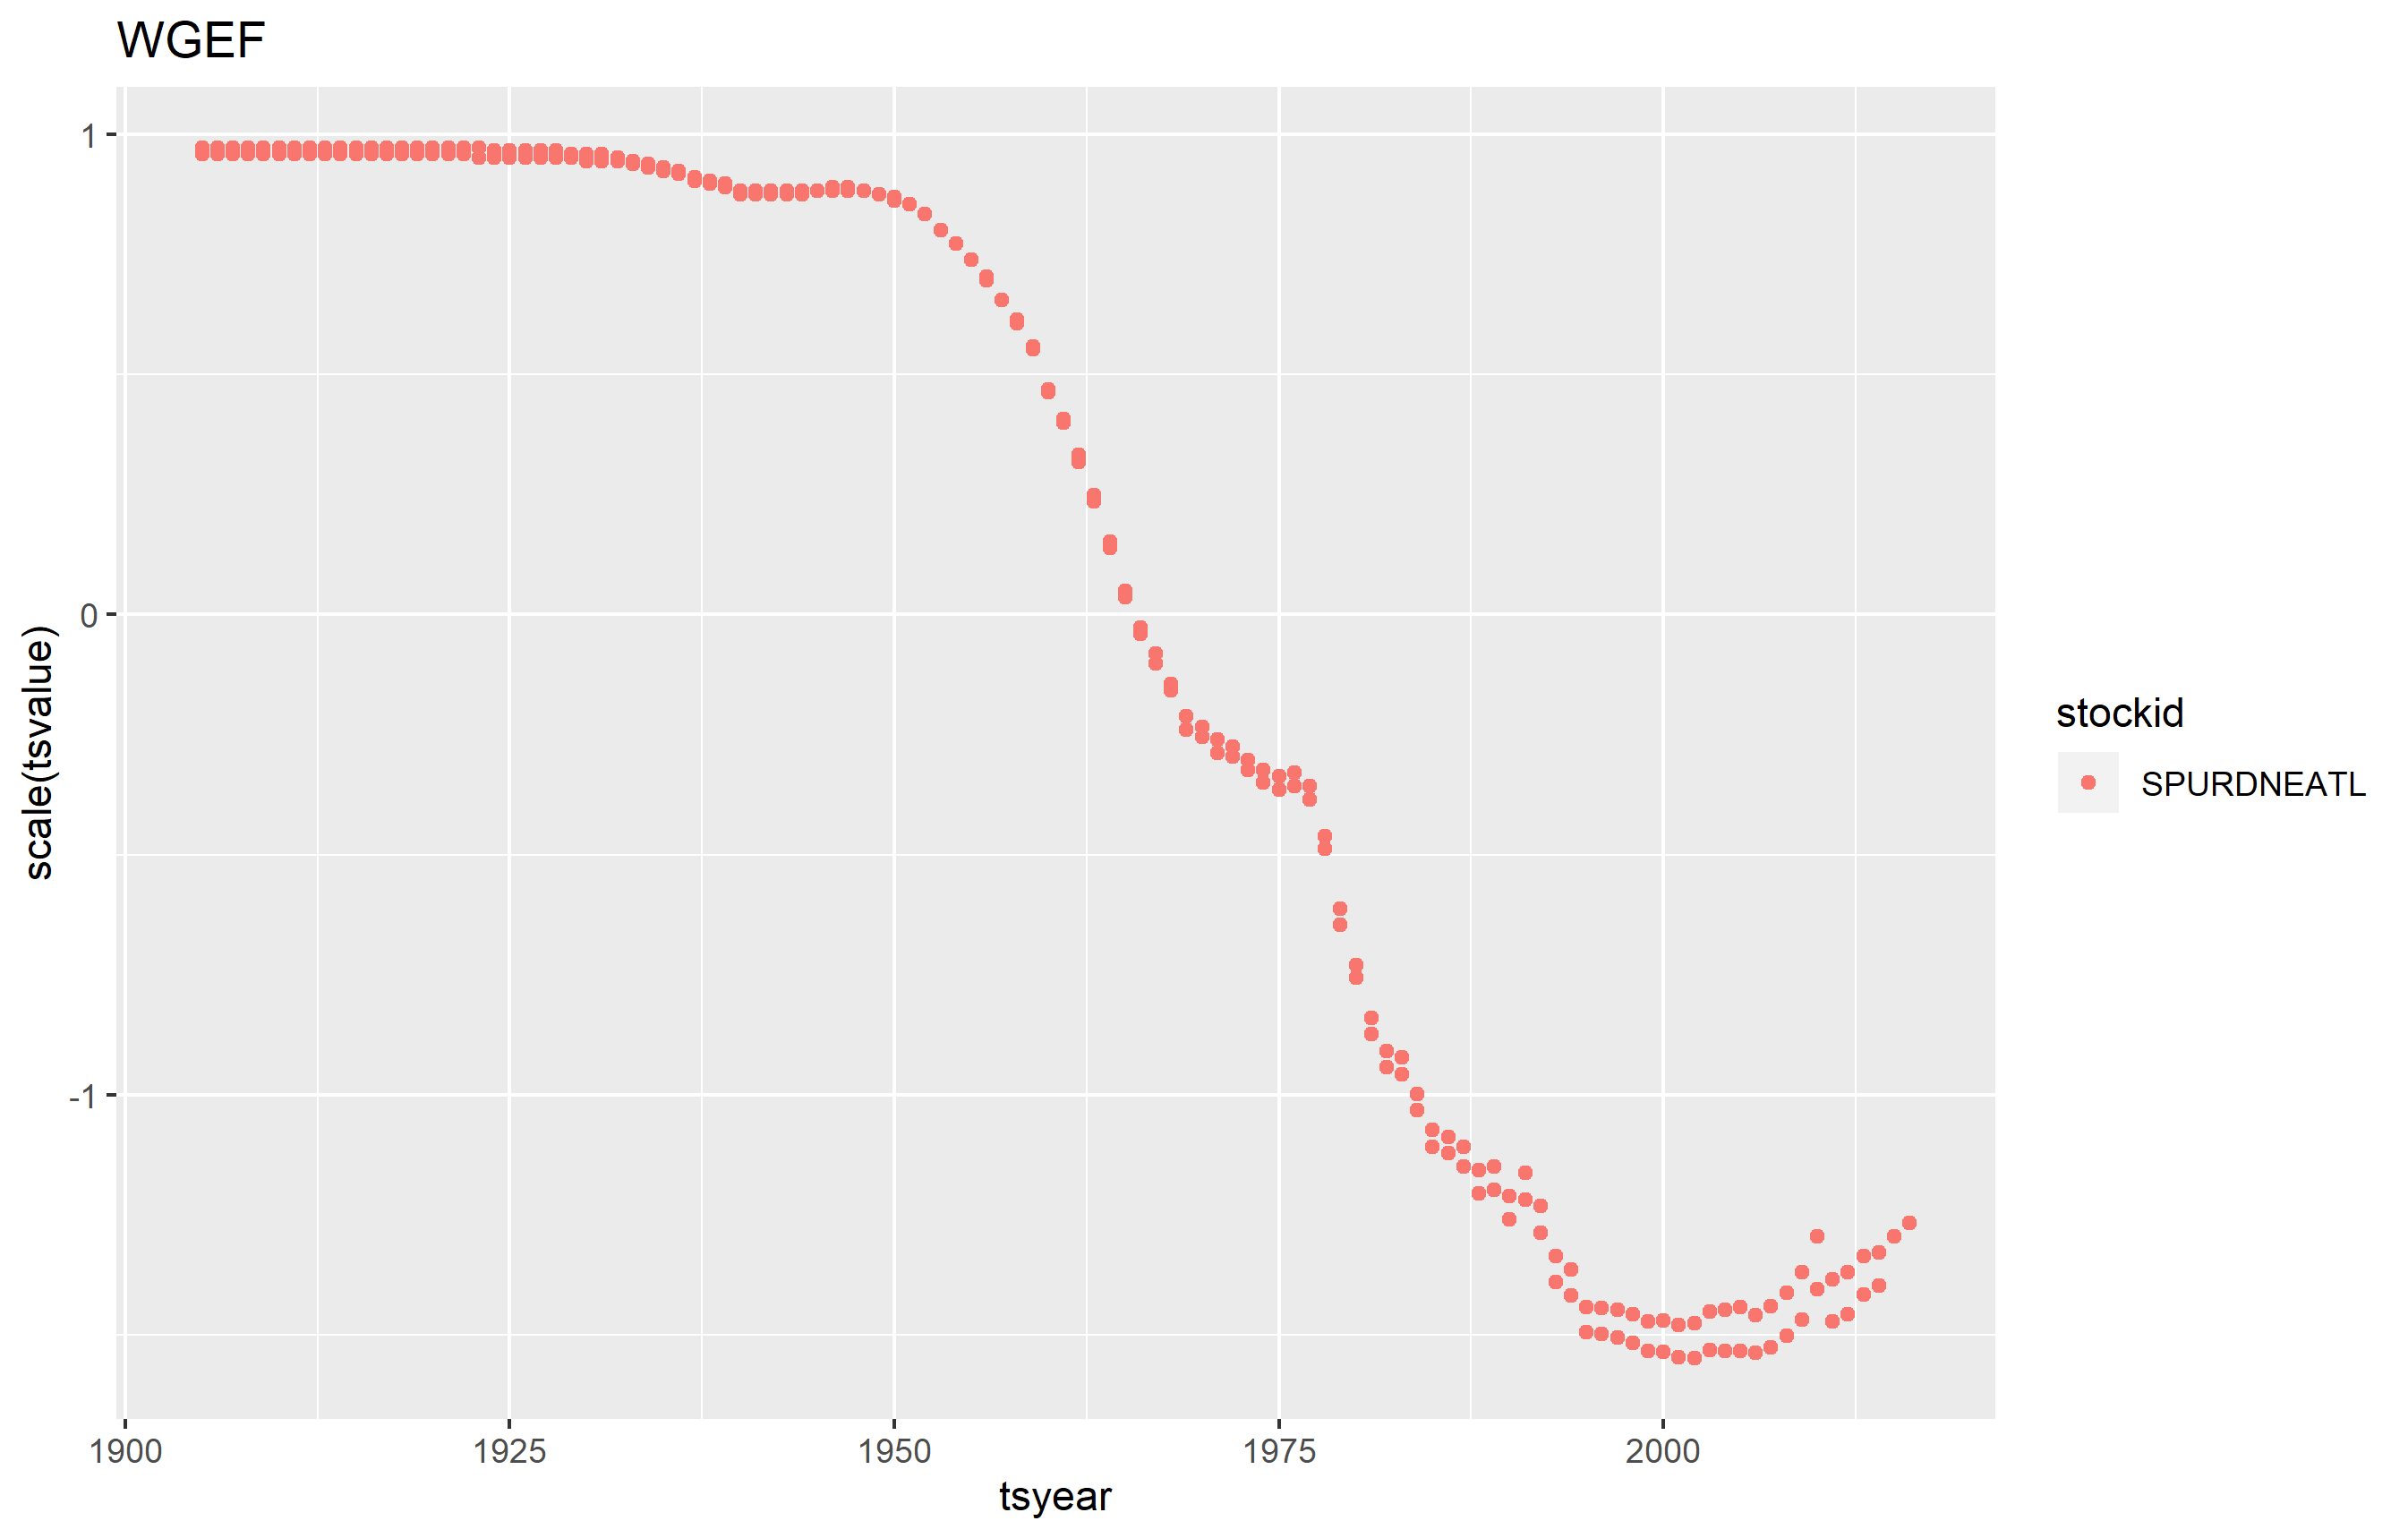 WGEF
1
0
-1
scale(tsvalue)
1900 1925 1950 1975 2000
tsyear
stockid
SPURDNEATL